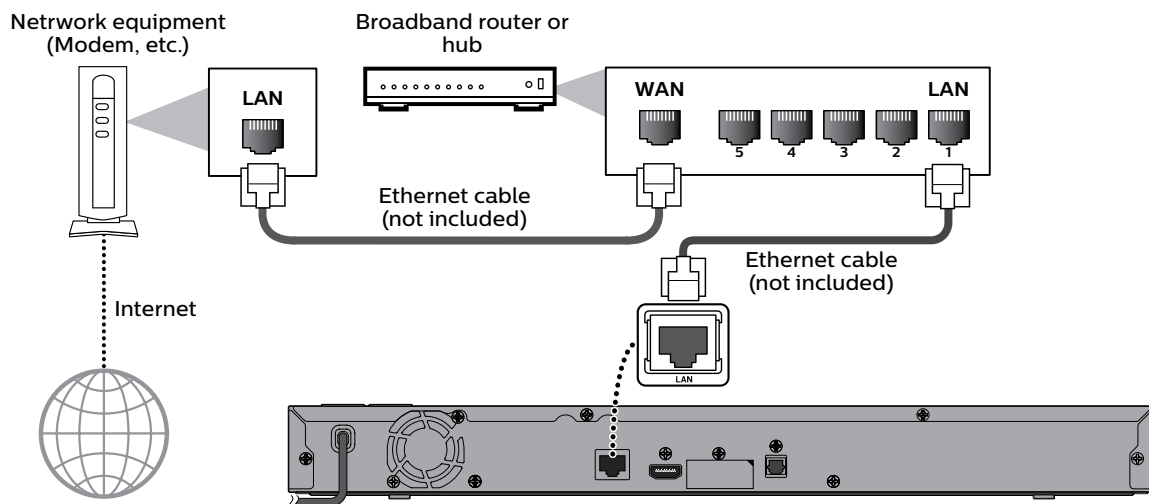 Netrwork equipment
(Modem, etc.)
Broadband router or
hub
LAN
WAN
LAN
5
4
3
2
1
Ethernet cable
(not included)
Ethernet cable
(not included)
Internet
LAN